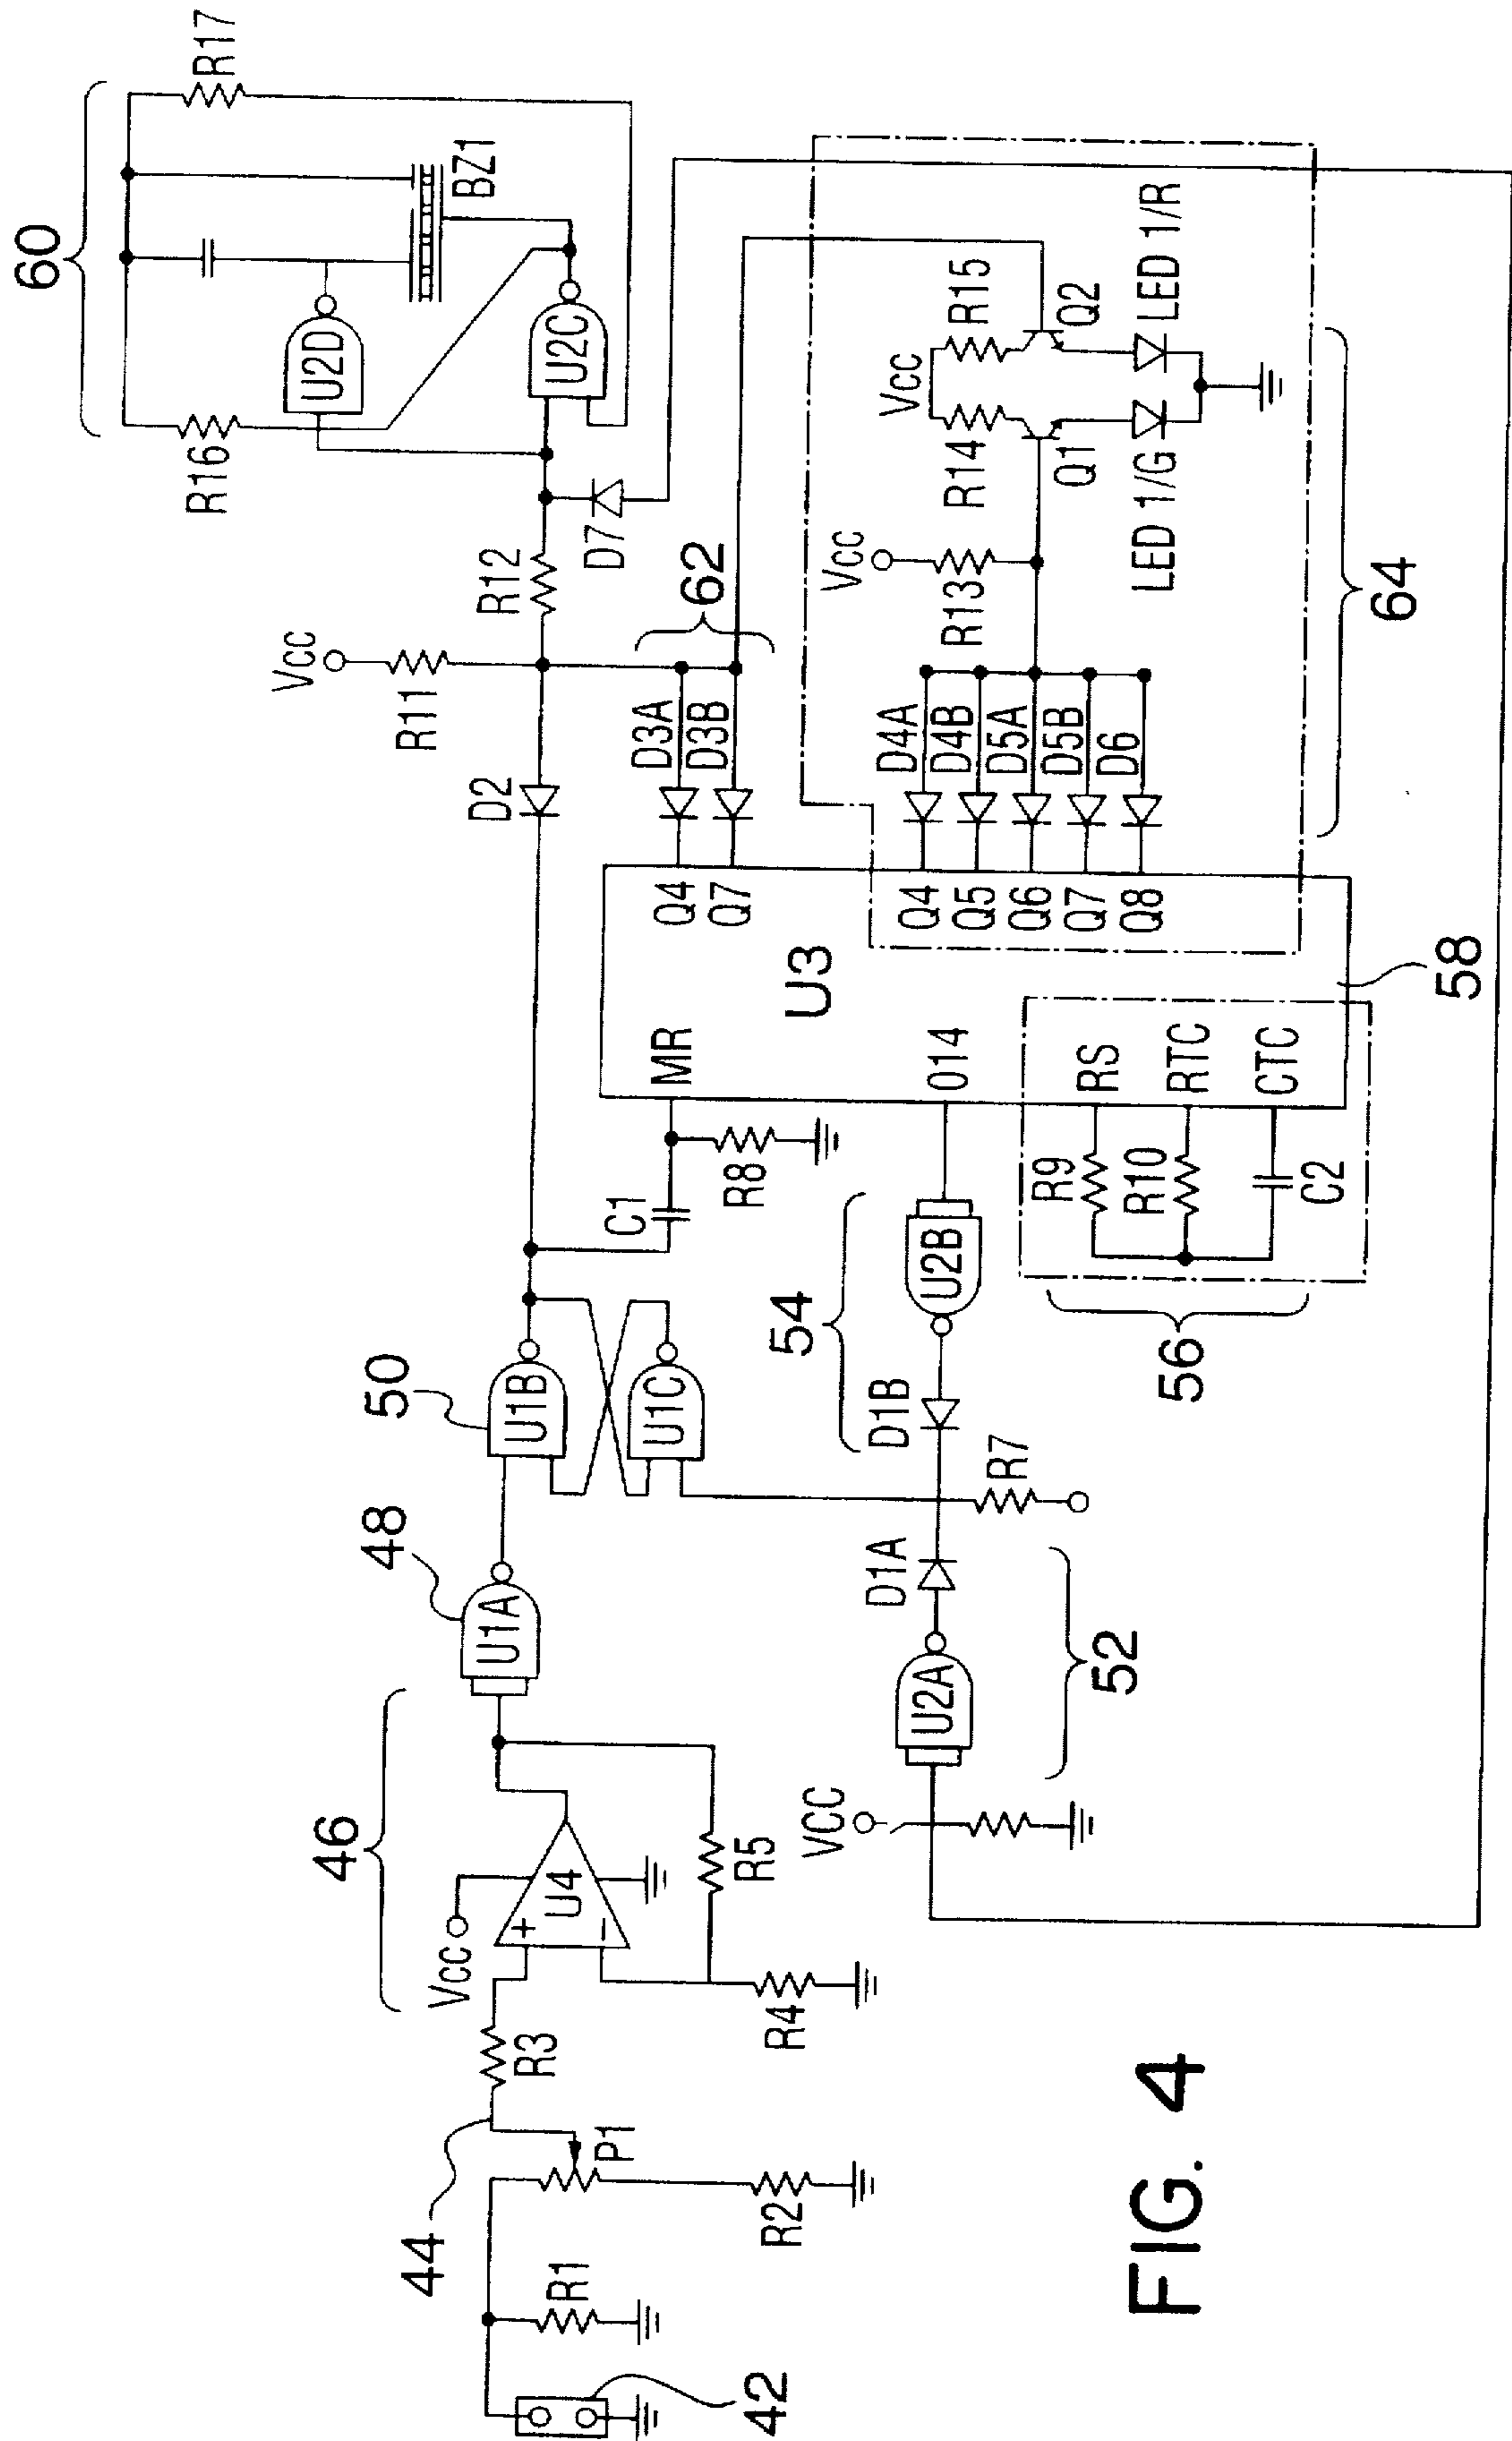 60
R17
BZ1
U2D
U2C
R16
R12
D7
62
VCC
R11
D2
D3A
D3B
Q4
Q7
R15
Q2
LED 1/R
VCC
R14
Q1
LED 1/G
VCC
R13
64
D4A
D4B
D5A
D5B
D6
Q4
Q5
Q6
Q7
Q8
U3
58
MR
O14
RS
RTC
CTC
R8
C1
R9
R10
C2
56
54
U2B
D1B
R7
50
U1B
U1C
48
U1A
D1A
U2A
52
VCC
46
VCC
U4
+
−
R5
R4
R3
44
P1
R2
R1
42
FIG. 4